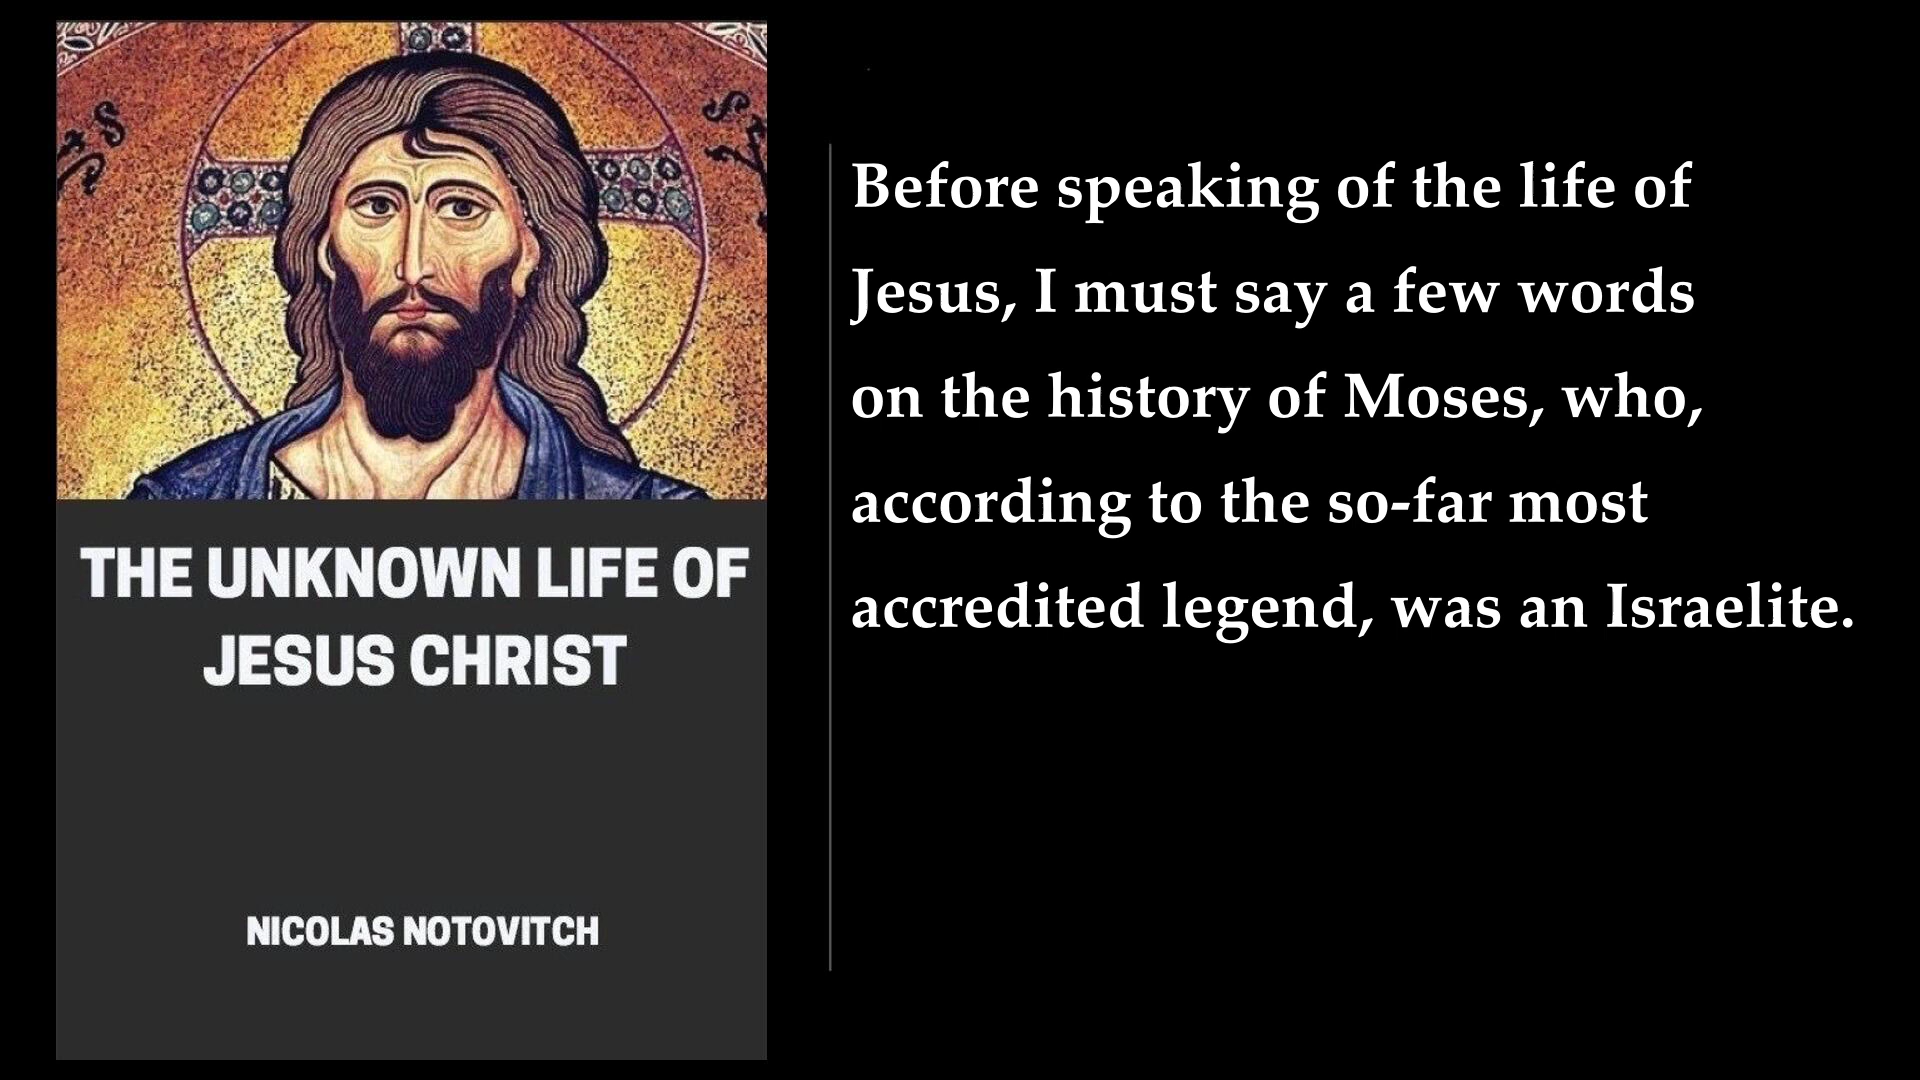 THE UNKNOWN LIFE OF
JESUS CHRIST
NICOLAS NOTOVITCH
Before speaking of the life of
Jesus, I must say a few words
on the history of Moses, who,
according to the so-far most
accredited legend, was an Israelite.